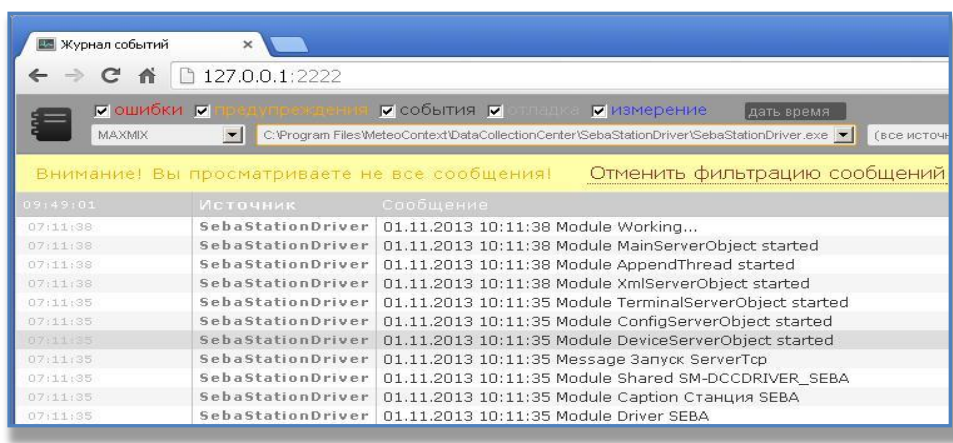 Журнал событий
127.0.0.1:2222
ошибки предупреждения события отладка измерение дать время
MAXMIX C:\Program Files\MeteoContext\DataCollectionCenter\SebaStationDriver\SebaStationDriver.exe (все источн
Внимание! Вы просматриваете не все сообщения! Отменить фильтрацию сообщений
09:49:01 Источник Сообщение
07:11:38 SebaStationDriver 01.11.2013 10:11:38 Module Working...
07:11:38 SebaStationDriver 01.11.2013 10:11:38 Module MainServerObject started
07:11:38 SebaStationDriver 01.11.2013 10:11:38 Module AppendThread started
07:11:38 SebaStationDriver 01.11.2013 10:11:38 Module XmlServerObject started
07:11:35 SebaStationDriver 01.11.2013 10:11:35 Module TerminalServerObject started
07:11:35 SebaStationDriver 01.11.2013 10:11:35 Module ConfigServerObject started
07:11:35 SebaStationDriver 01.11.2013 10:11:35 Module DeviceServerObject started
07:11:35 SebaStationDriver 01.11.2013 10:11:35 Message Запуск ServerTcp
07:11:35 SebaStationDriver 01.11.2013 10:11:35 Module Shared SM-DCCDRIVER_SEBA
07:11:35 SebaStationDriver 01.11.2013 10:11:35 Module Caption Станция SEBA
07:11:35 SebaStationDriver 01.11.2013 10:11:35 Module Driver SEBA